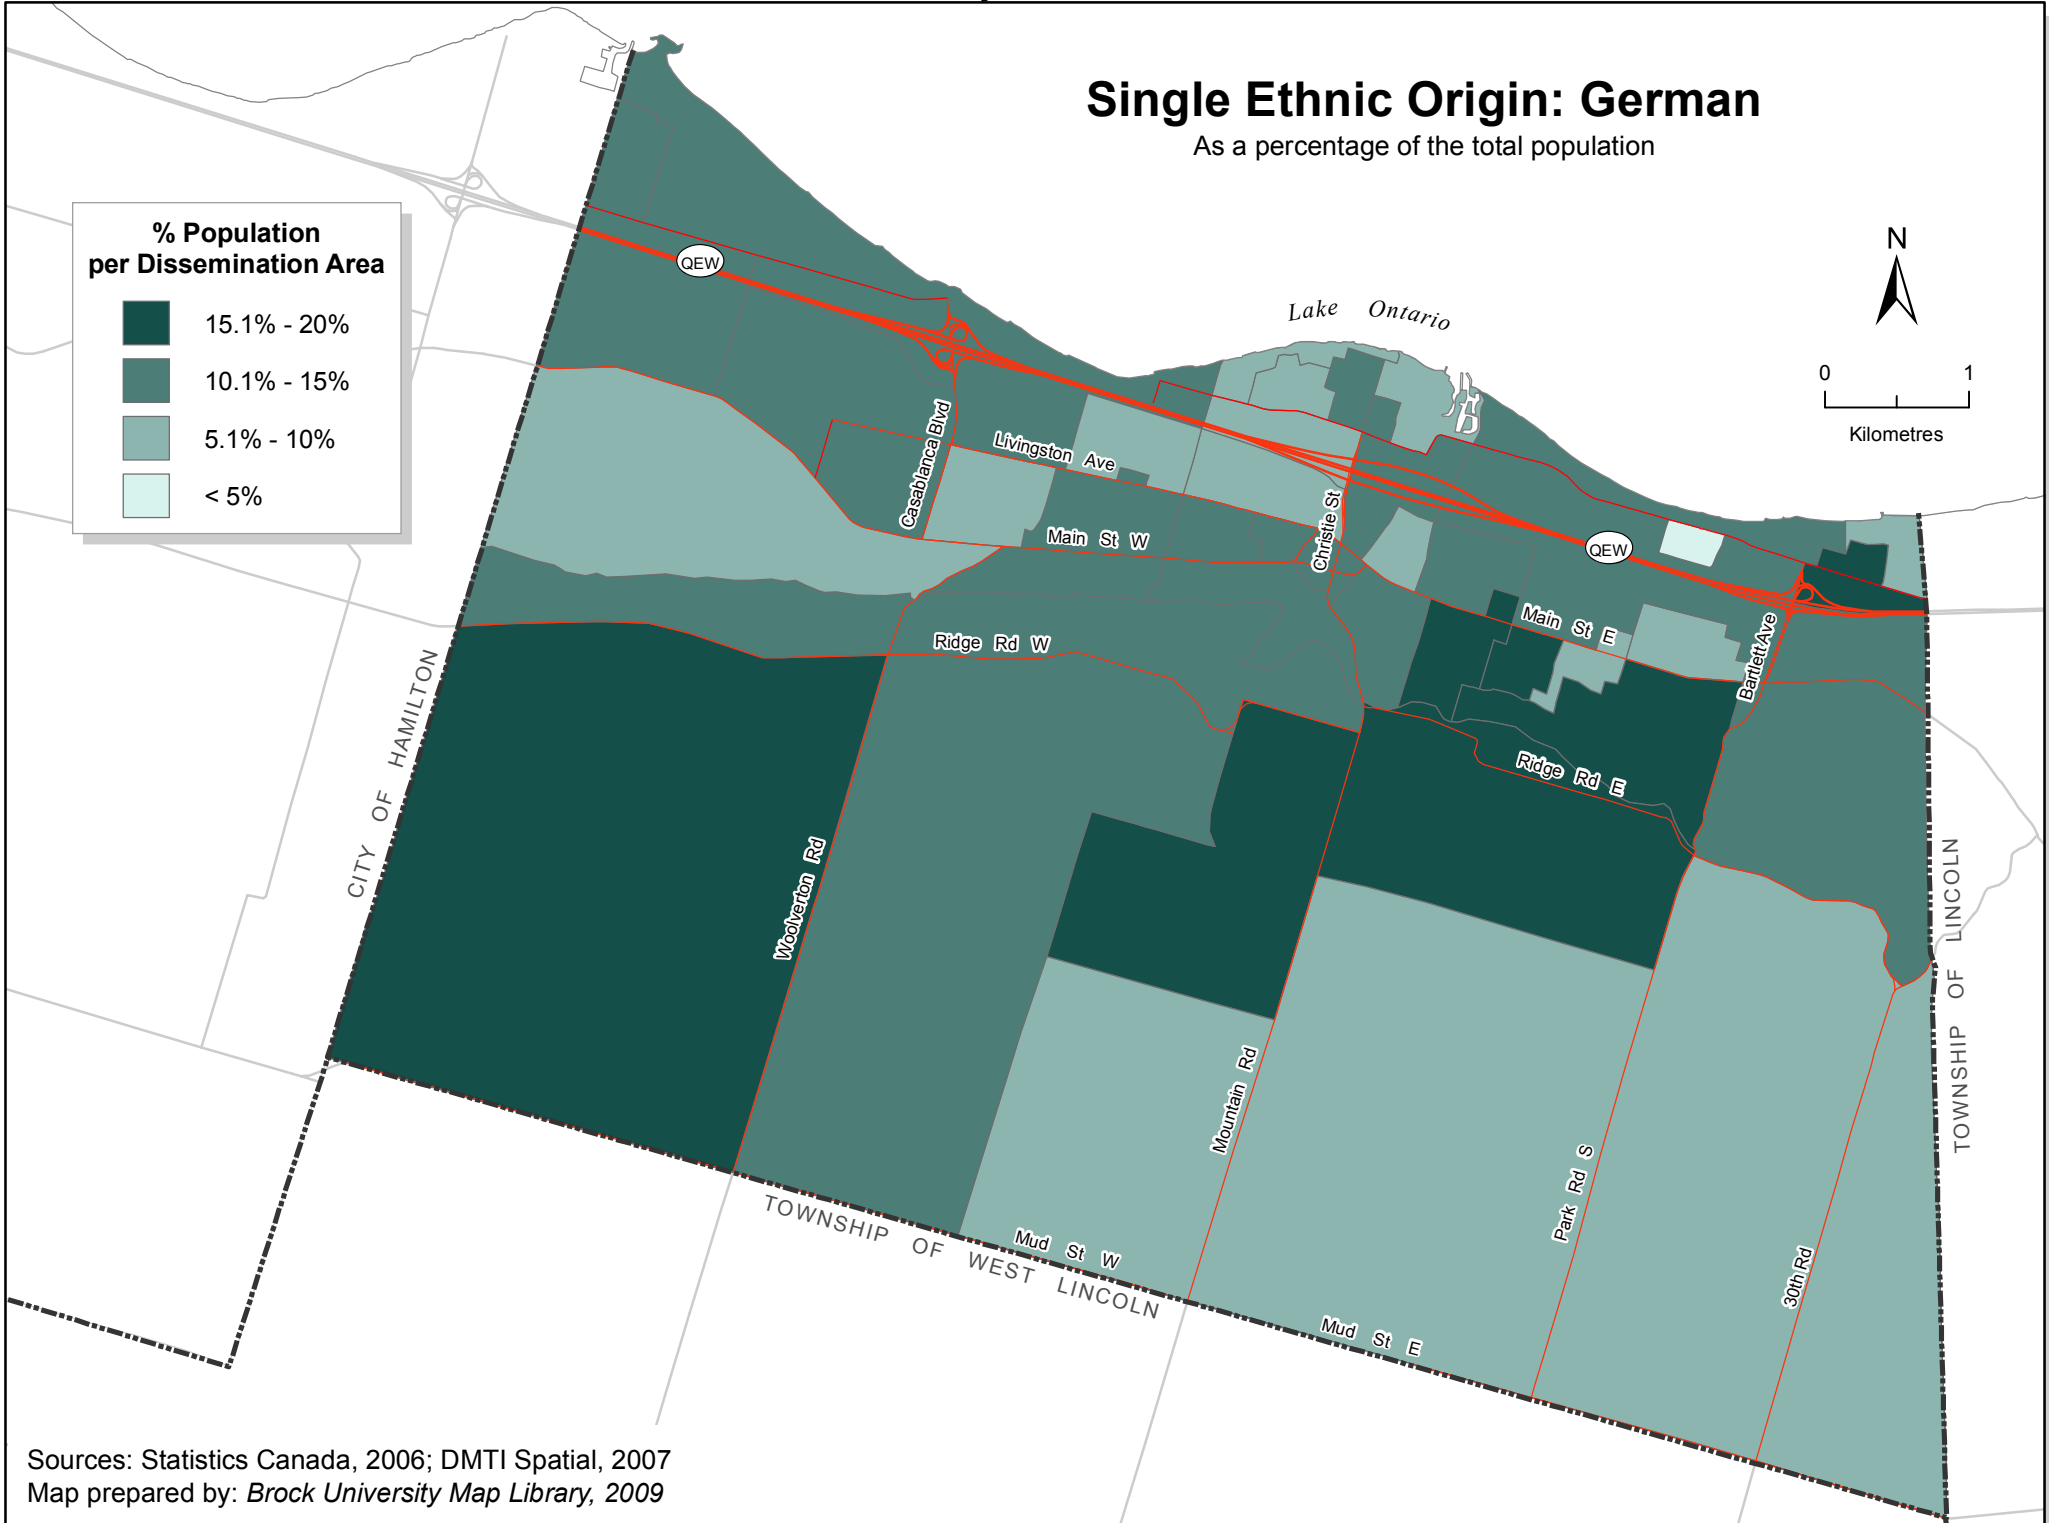 Single Ethnic Origin: German
As a percentage of the total population
% Population
per Dissemination Area
15.1% - 20%
10.1% - 15%
5.1% - 10%
< 5%
N
0 1
Kilometres
Lake Ontario
QEW
QEW
Casablanca Blvd
Livingston Ave
Main St W
Christie St
Main St E
Bartlett Ave
Ridge Rd W
Ridge Rd E
Woolverton Rd
Mountain Rd
Park Rd S
30th Rd
Mud St W
Mud St E
CITY OF HAMILTON
TOWNSHIP OF WEST LINCOLN
TOWNSHIP OF LINCOLN
Sources: Statistics Canada, 2006; DMTI Spatial, 2007
Map prepared by: Brock University Map Library, 2009